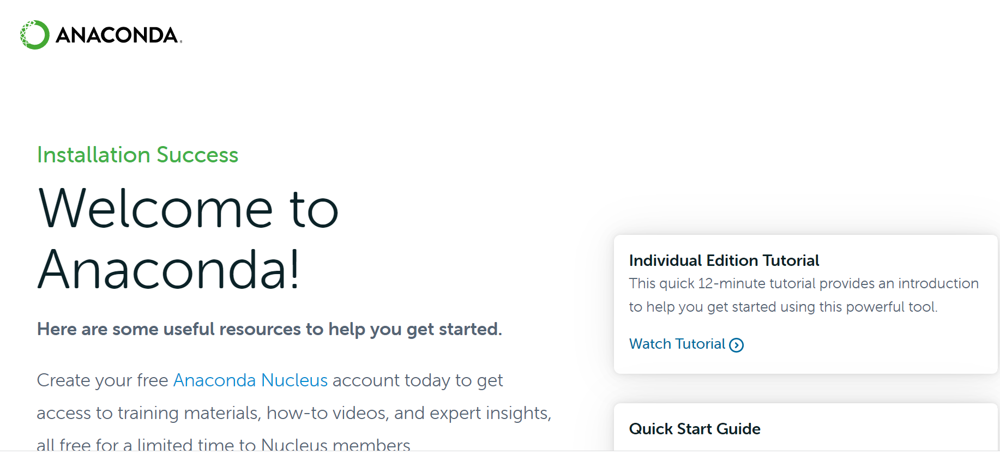 ANACONDA.
Installation Success
Welcome to
Anaconda!
Here are some useful resources to help you get started.
Create your free Anaconda Nucleus account today to get
access to training materials, how-to videos, and expert insights,
all free for a limited time to Nucleus members
Individual Edition Tutorial
This quick 12-minute tutorial provides an introduction
to help you get started using this powerful tool.
Watch Tutorial
Quick Start Guide